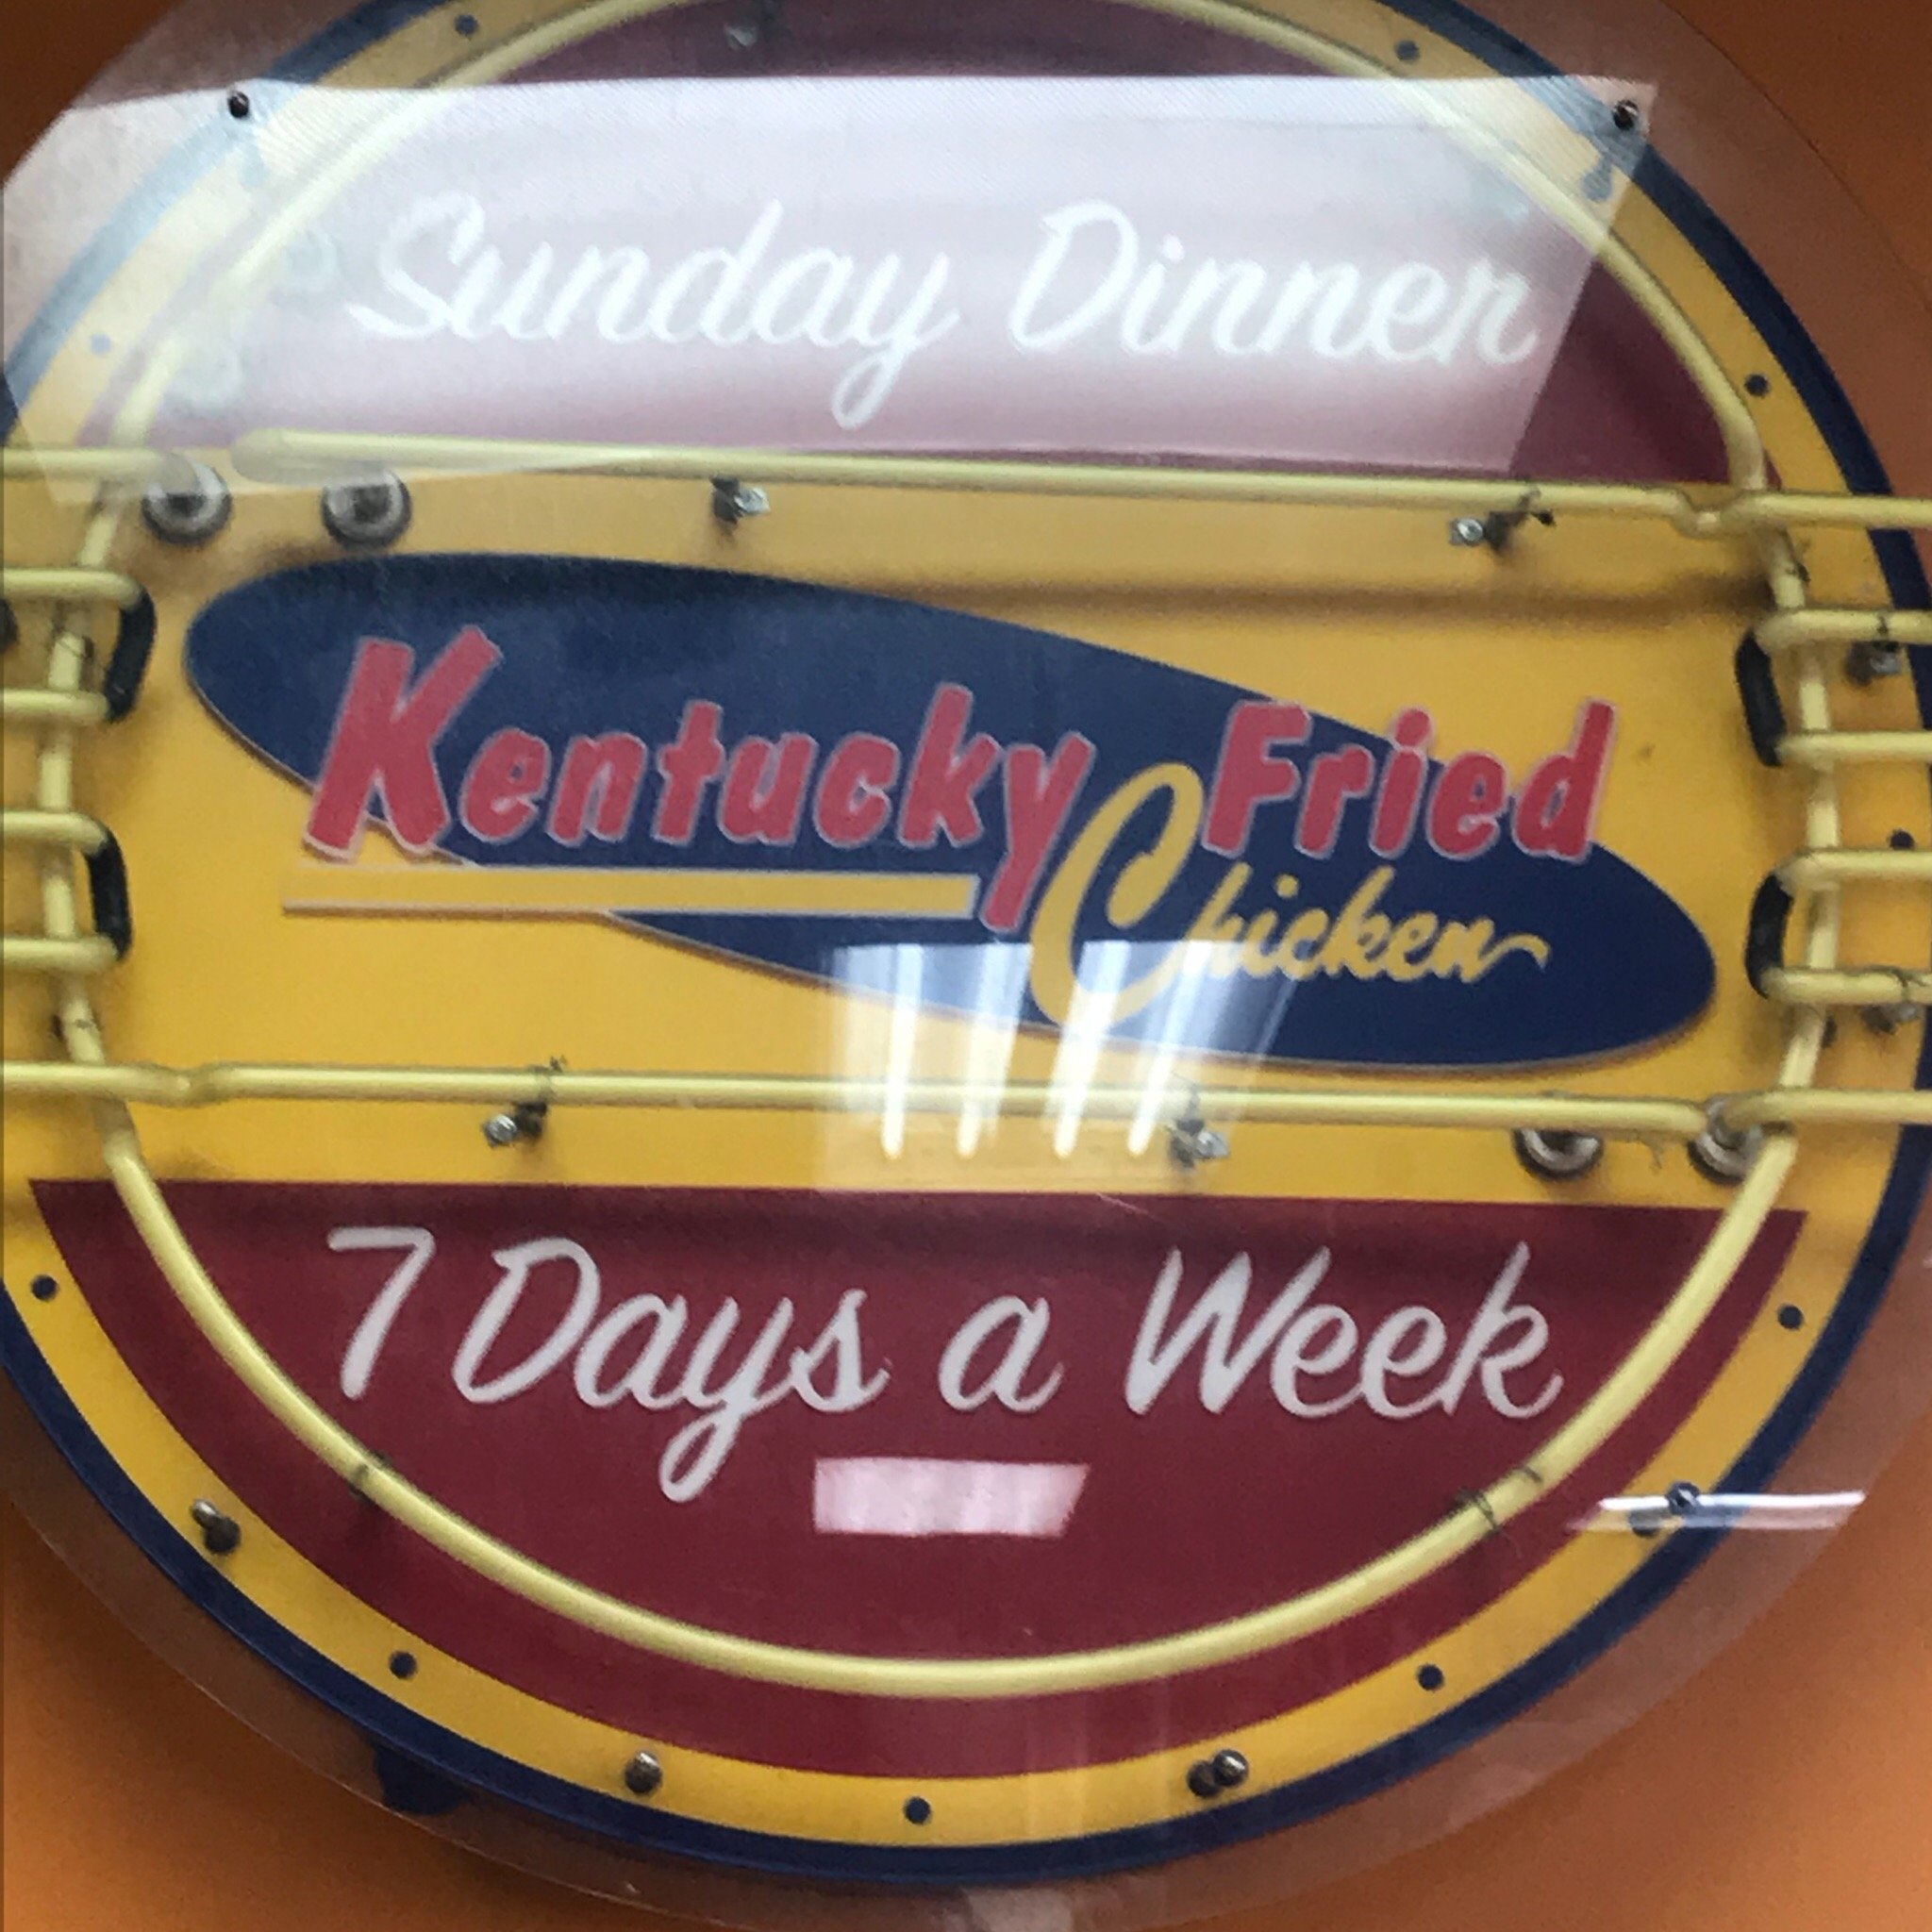 Sunday Dinner
Kentucky Fried
Chicken
7 Days a Week